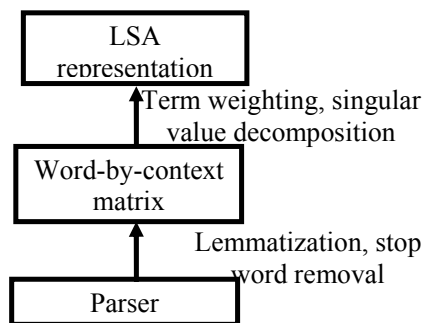 LSA
representation
Term weighting, singular
value decomposition
Word-by-context
matrix
Lemmatization, stop
word removal
Parser